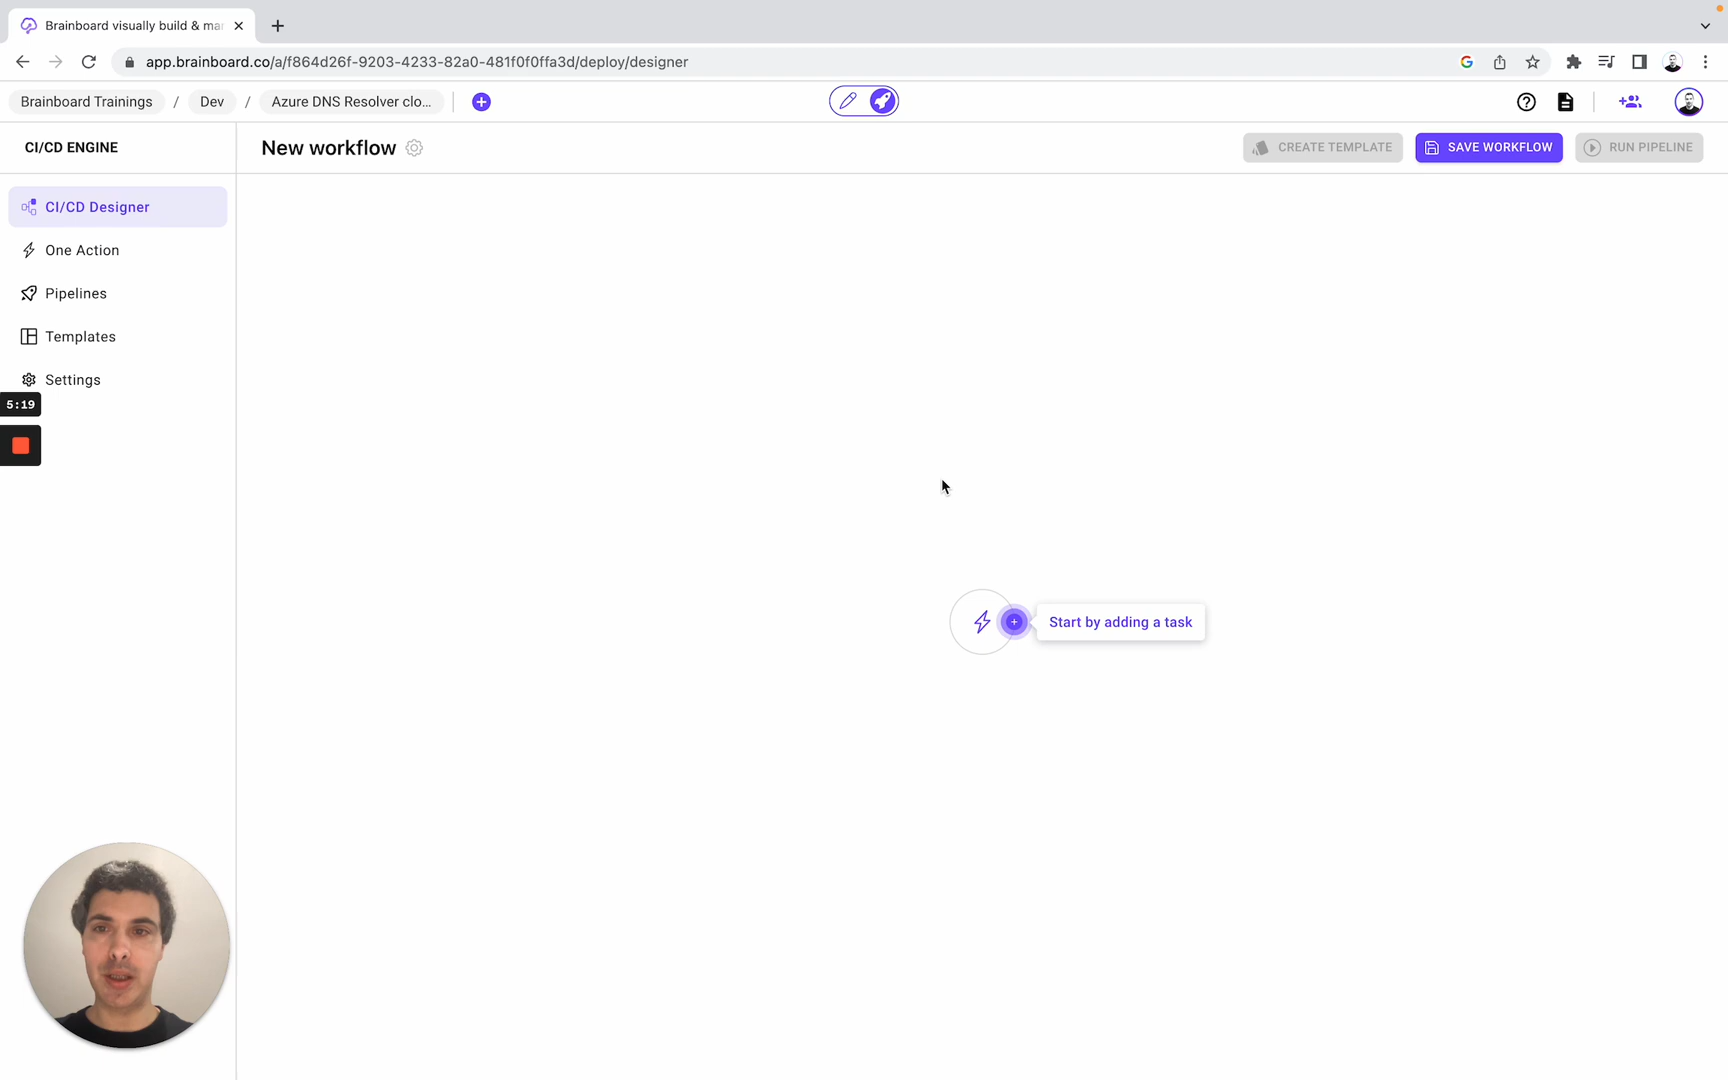 Brainboard visually build & ma
app.brainboard.co/a/f864d26f-9203-4233-82a0-481f0f0ffa3d/deploy/designer
Brainboard Trainings / Dev / Azure DNS Resolver clo...
CI/CD ENGINE
New workflow
CREATE TEMPLATE
SAVE WORKFLOW
RUN PIPELINE
CI/CD Designer
One Action
Pipelines
Templates
Settings
5:19
Start by adding a task